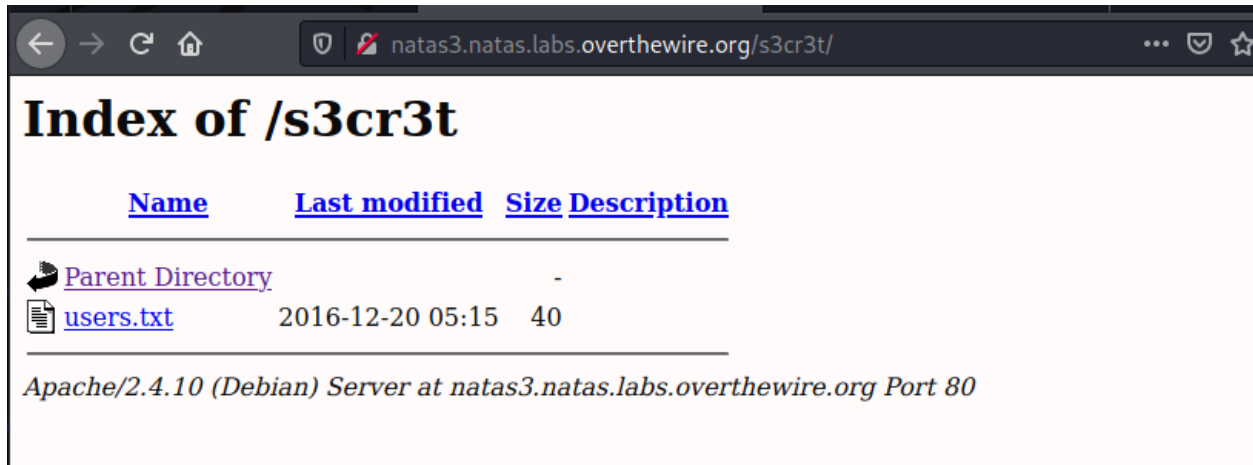 natas3.natas.labs.overthewire.org/s3cr3t/
Index of /s3cr3t
Name Last modified Size Description
Parent Directory -
users.txt 2016-12-20 05:15 40
Apache/2.4.10 (Debian) Server at natas3.natas.labs.overthewire.org Port 80